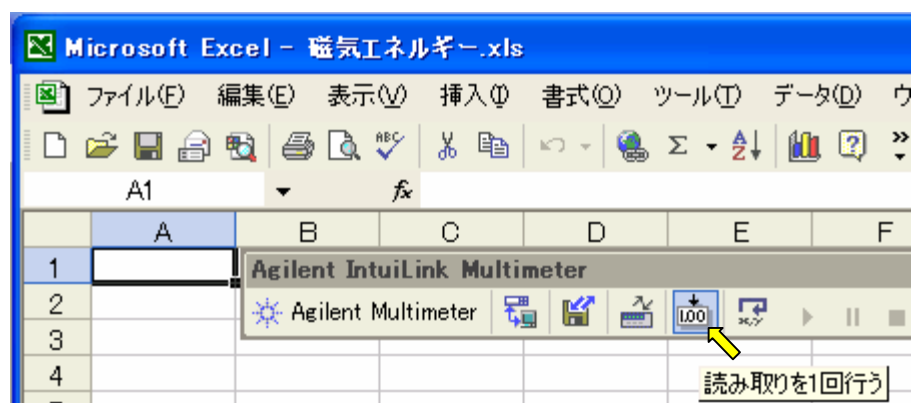 Microsoft Excel - 磁気エネルギー.xls
ファイル(F) 編集(E) 表示(V) 挿入(I) 書式(O) ツール(T) データ(D) ウ
ABC Σ A Z ?
A1 fx
A B C D E F
1 Agilent IntuiLink Multimeter
2 Agilent Multimeter 1.00 x,y
3
4 読み取りを1回行う